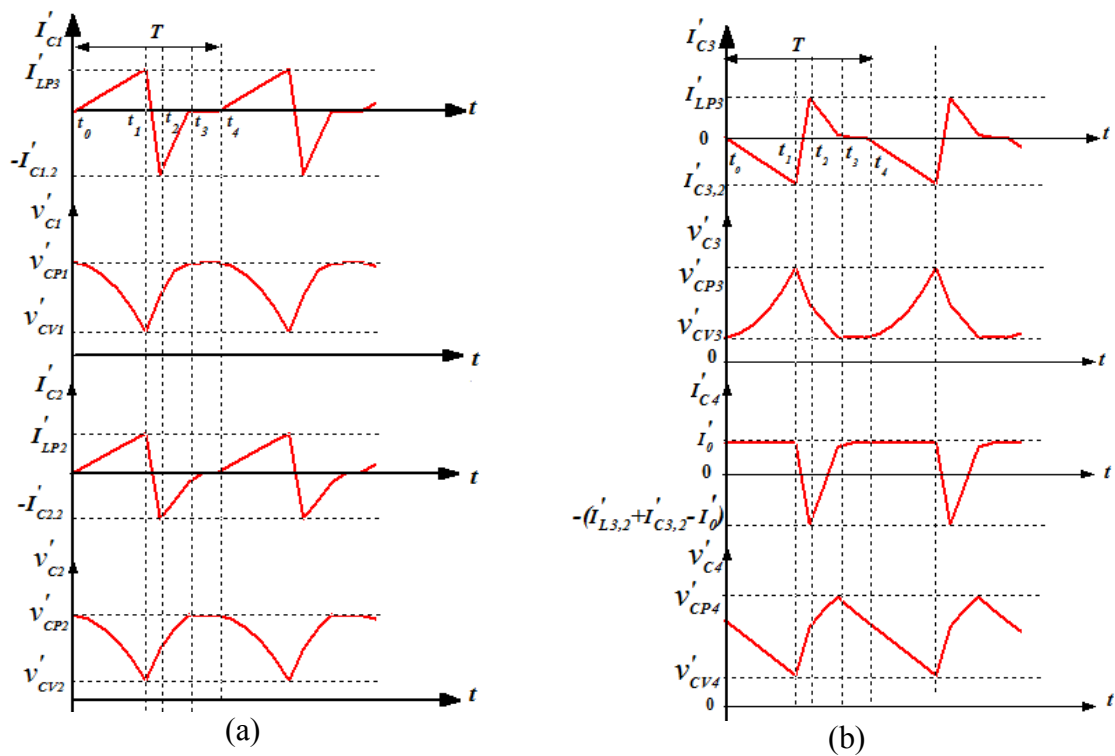 I'C1
T
I'LP3
t
t0 t1 t2 t3 t4
-I'C1,2
v'C1
v'CP1
v'CV1
t
I'C2
I'LP2
t
-I'C2,2
v'C2
v'CP2
v'CV2
t
(a)
I'C3
T
I'LP3
0
t
t0 t1 t2 t3 t4
I'C3,2
v'C3
v'CP3
v'CV3
0
t
I'C4
I'0
0
t
-(I'L3,2+I'C3,2-I'0)
v'C4
v'CP4
v'CV4
0
t
(b)